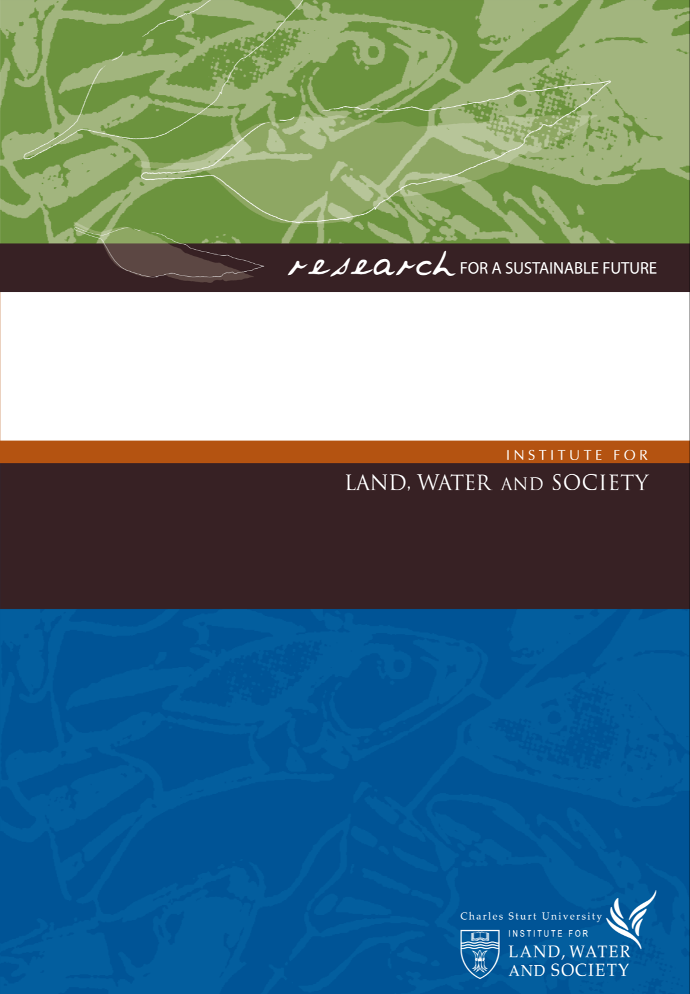 research FOR A SUSTAINABLE FUTURE
INSTITUTE FOR
LAND, WATER AND SOCIETY
Charles Sturt University
INSTITUTE FOR
LAND, WATER
AND SOCIETY